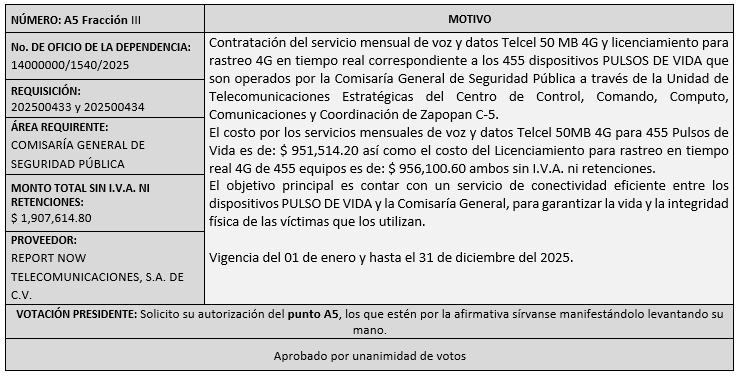 NÚMERO: A5 Fracción III
MOTIVO
No. DE OFICIO DE LA DEPENDENCIA:
14000000/1540/2025
REQUISICIÓN:
202500433 y 202500434
ÁREA REQUIRENTE:
COMISARÍA GENERAL DE
SEGURIDAD PÚBLICA
MONTO TOTAL SIN I.V.A. NI
RETENCIONES:
$ 1,907,614.80
PROVEEDOR:
REPORT NOW
TELECOMUNICACIONES, S.A. DE
C.V.
Contratación del servicio mensual de voz y datos Telcel 50 MB 4G y licenciamiento para
rastreo 4G en tiempo real correspondiente a los 455 dispositivos PULSOS DE VIDA que
son operados por la Comisaría General de Seguridad Pública a través de la Unidad de
Telecomunicaciones Estratégicas del Centro de Control, Comando, Computo,
Comunicaciones y Coordinación de Zapopan C-5.
El costo por los servicios mensuales de voz y datos Telcel 50MB 4G para 455 Pulsos de
Vida es de: $ 951,514.20 así como el costo del Licenciamiento para rastreo en tiempo
real 4G de 455 equipos es de: $ 956,100.60 ambos sin I.V.A. ni retenciones.
El objetivo principal es contar con un servicio de conectividad eficiente entre los
dispositivos PULSO DE VIDA y la Comisaría General, para garantizar la vida y la integridad
física de las víctimas que los utilizan.
Vigencia del 01 de enero y hasta el 31 de diciembre del 2025.
VOTACIÓN PRESIDENTE: Solicito su autorización del punto A5, los que estén por la afirmativa sírvanse manifestándolo levantando su
mano.
Aprobado por unanimidad de votos